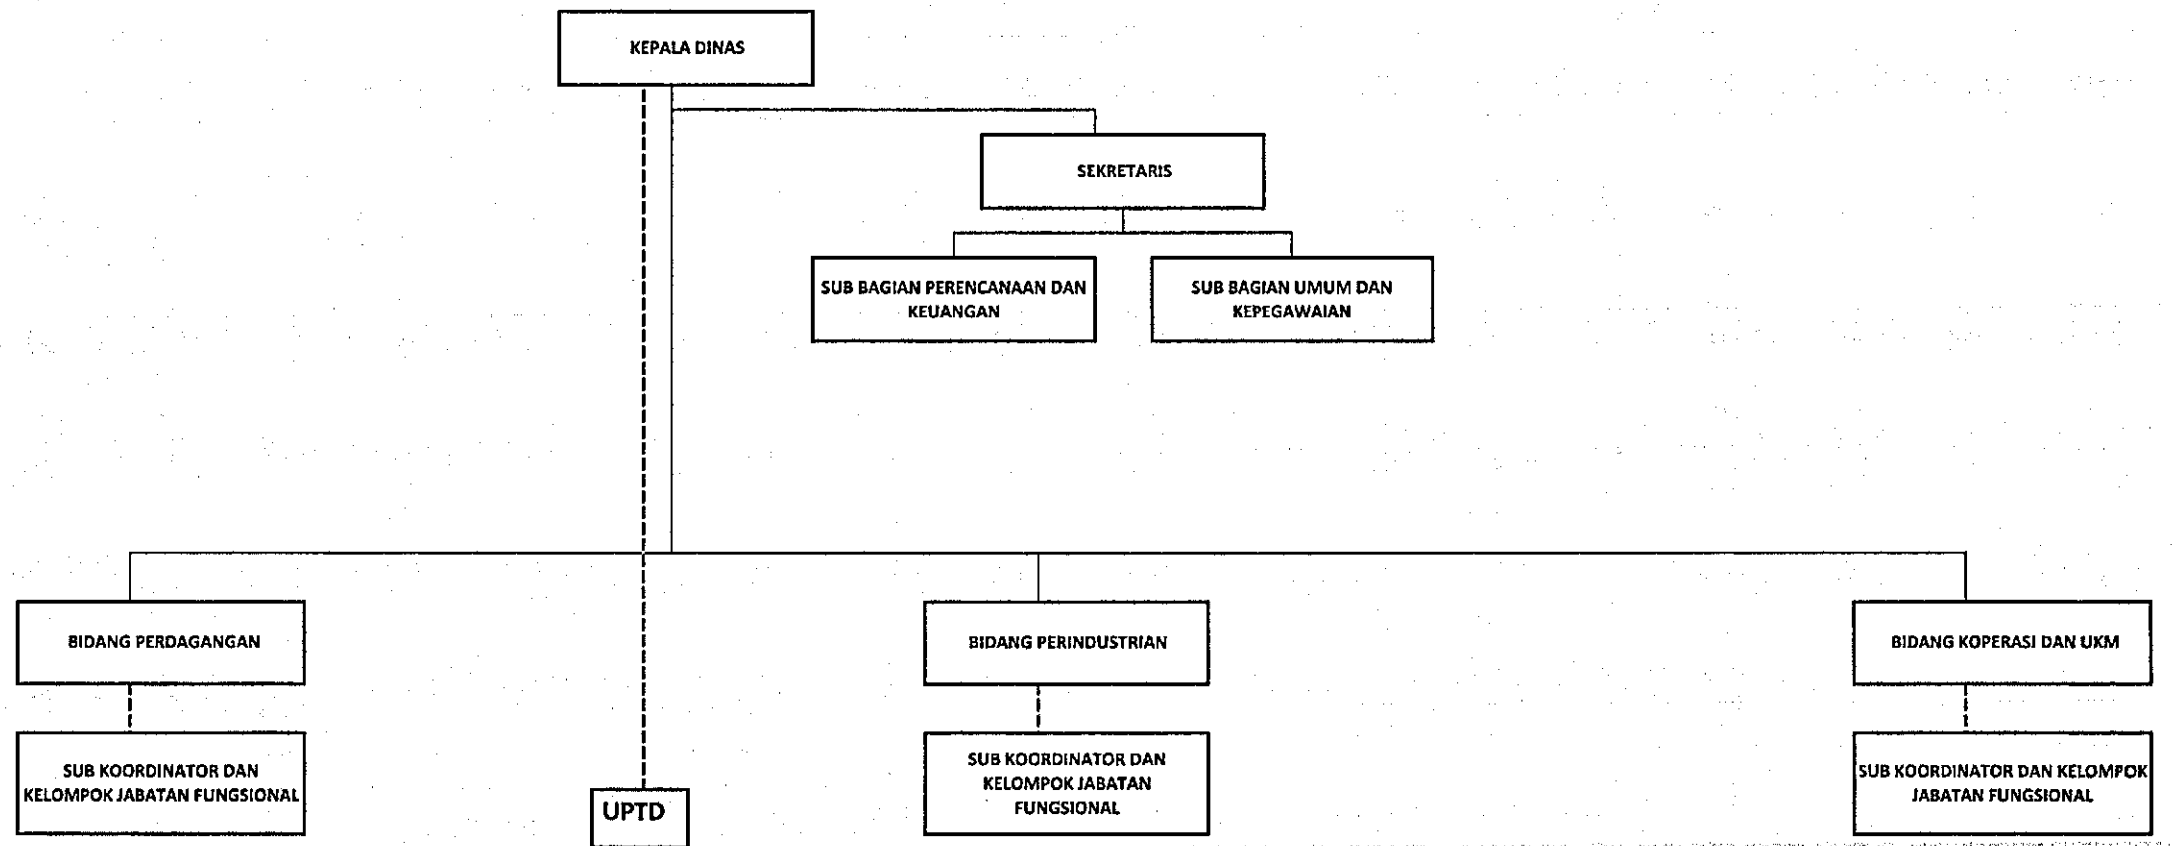 KEPALA DINAS
SEKRETARIS
SUB BAGIAN PERENCANAAN DAN
KEUANGAN
SUB BAGIAN UMUM DAN
KEPEGAWAIAN
BIDANG PERDAGANGAN
BIDANG PERINDUSTRIAN
BIDANG KOPERASI DAN UKM
SUB KOORDINATOR DAN
KELOMPOK JABATAN FUNGSIONAL
UPTD
SUB KOORDINATOR DAN
KELOMPOK JABATAN
FUNGSIONAL
SUB KOORDINATOR DAN KELOMPOK
JABATAN FUNGSIONAL